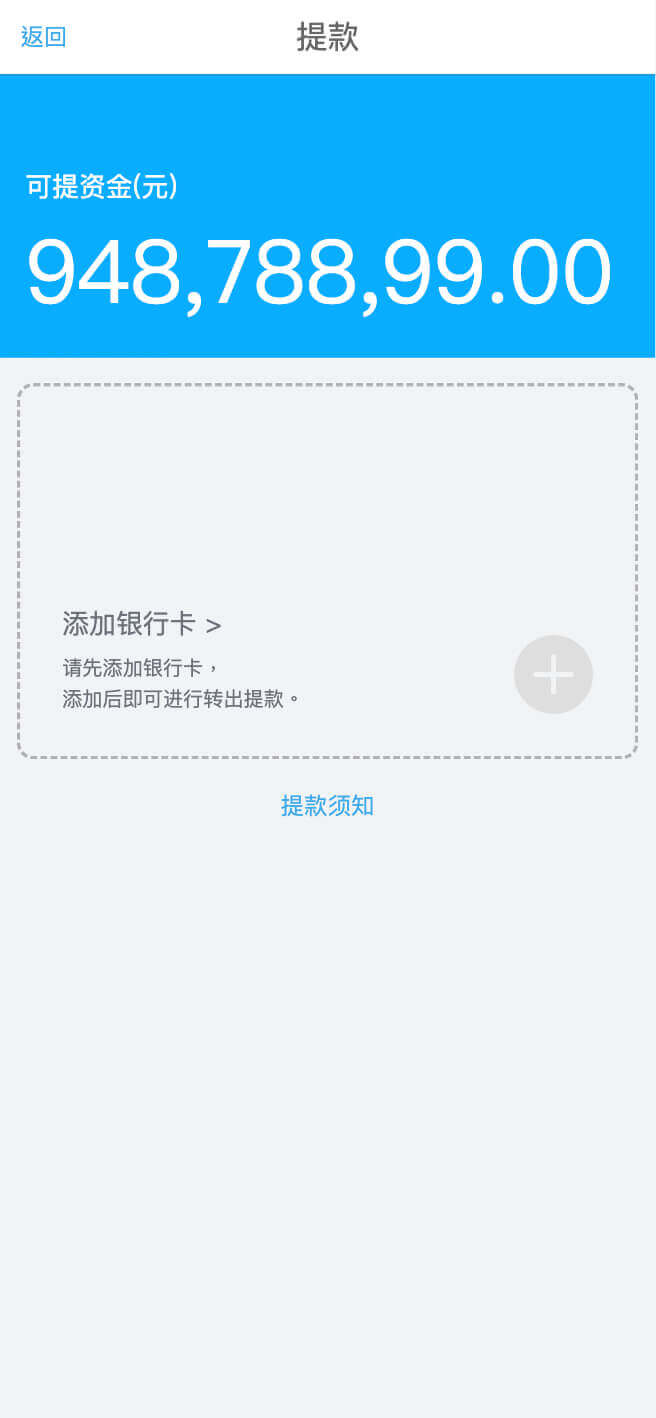 返回
提款
可提资金(元)
948,788,99.00
添加银行卡 >
请先添加银行卡，
添加后即可进行转出提款。
提款须知